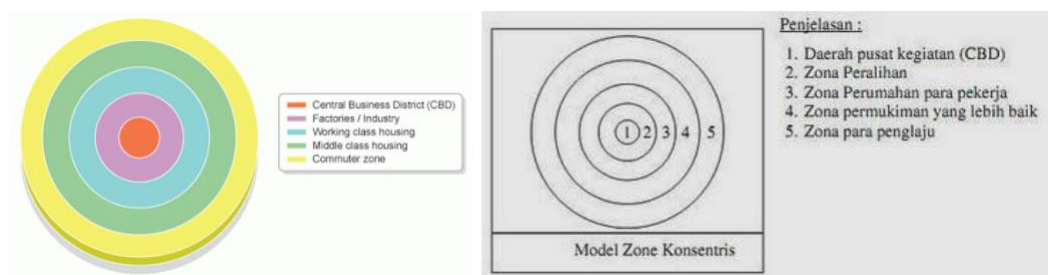 Central Business District (CBD)
Factories / Industry
Working class housing
Middle class housing
Commuter zone
1 2 3 4 5
Model Zone Konsentris
Penjelasan :
1. Daerah pusat kegiatan (CBD)
2. Zona Peralihan
3. Zona Perumahan para pekerja
4. Zona permukiman yang lebih baik
5. Zona para penglaju